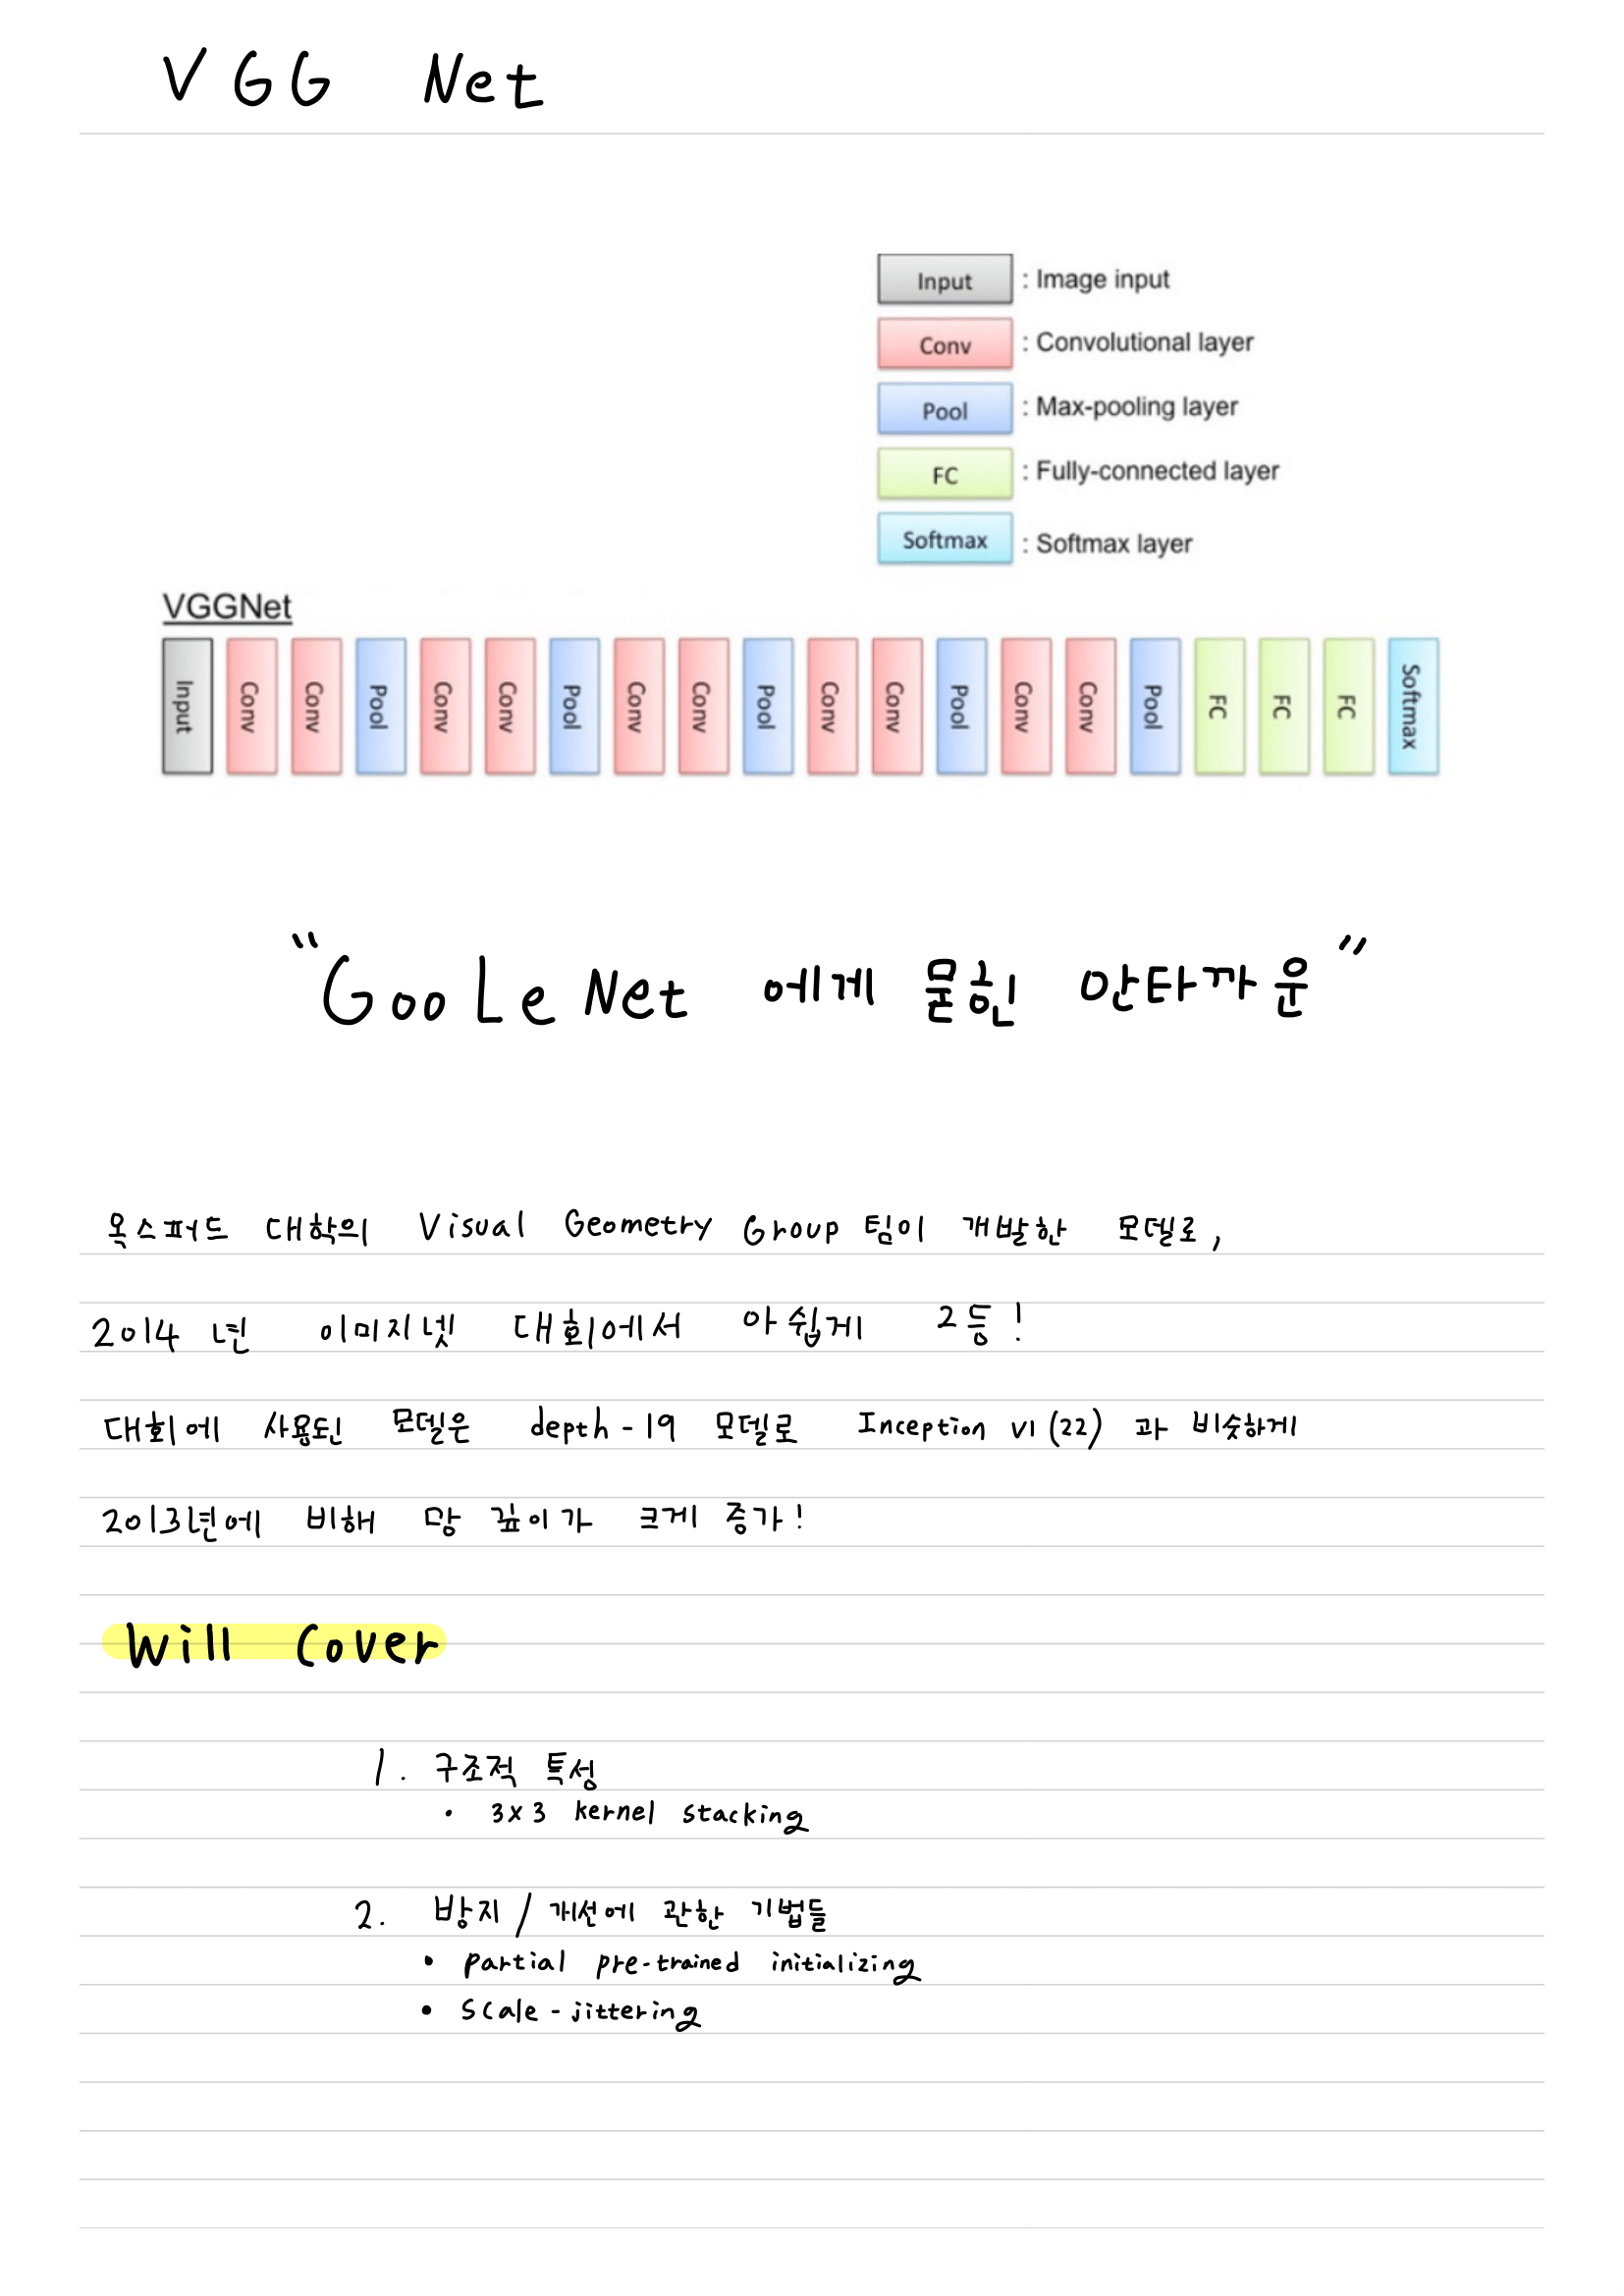 VGG Net
Input : Image input
Conv : Convolutional layer
Pool : Max-pooling layer
FC : Fully-connected layer
Softmax : Softmax layer
VGGNet
Input Conv Conv Pool Conv Conv Pool Conv Conv Pool Conv Conv Pool Conv Conv Pool FC FC FC Softmax
"GooLeNet 에게 묻힌 안타까운"
옥스퍼드 대학의 Visual Geometry Group 팀이 개발한 모델로,
2014 년 이미지넷 대회에서 아쉽게 2등!
대회에 사용된 모델은 depth-19 모델로 Inception v1 (22) 과 비슷하게
2013년에 비해 망 깊이가 크게 증가!
Will Cover
1. 구조적 특성
• 3x3 kernel stacking
2. 방지 / 개선에 관한 기법들
• partial pre-trained initializing
• scale-jittering